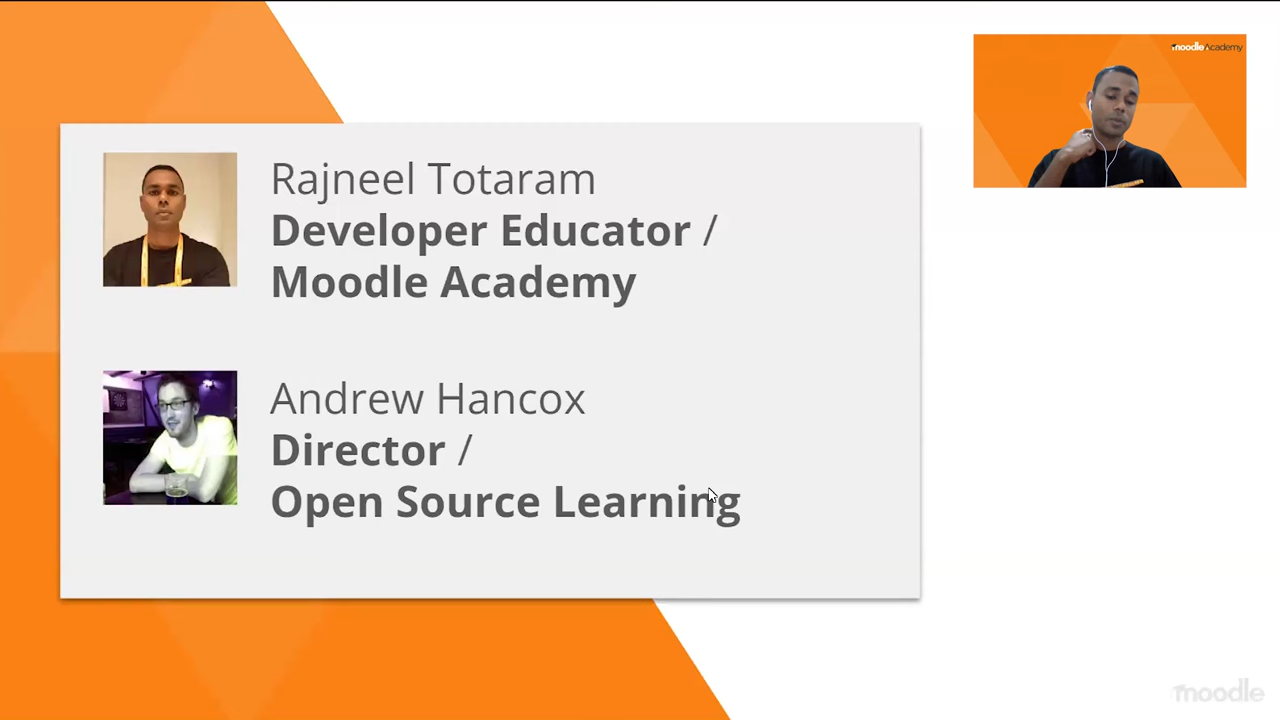 moodle Academy
Rajneel Totaram
Developer Educator /
Moodle Academy
Andrew Hancox
Director /
Open Source Learning
moodle